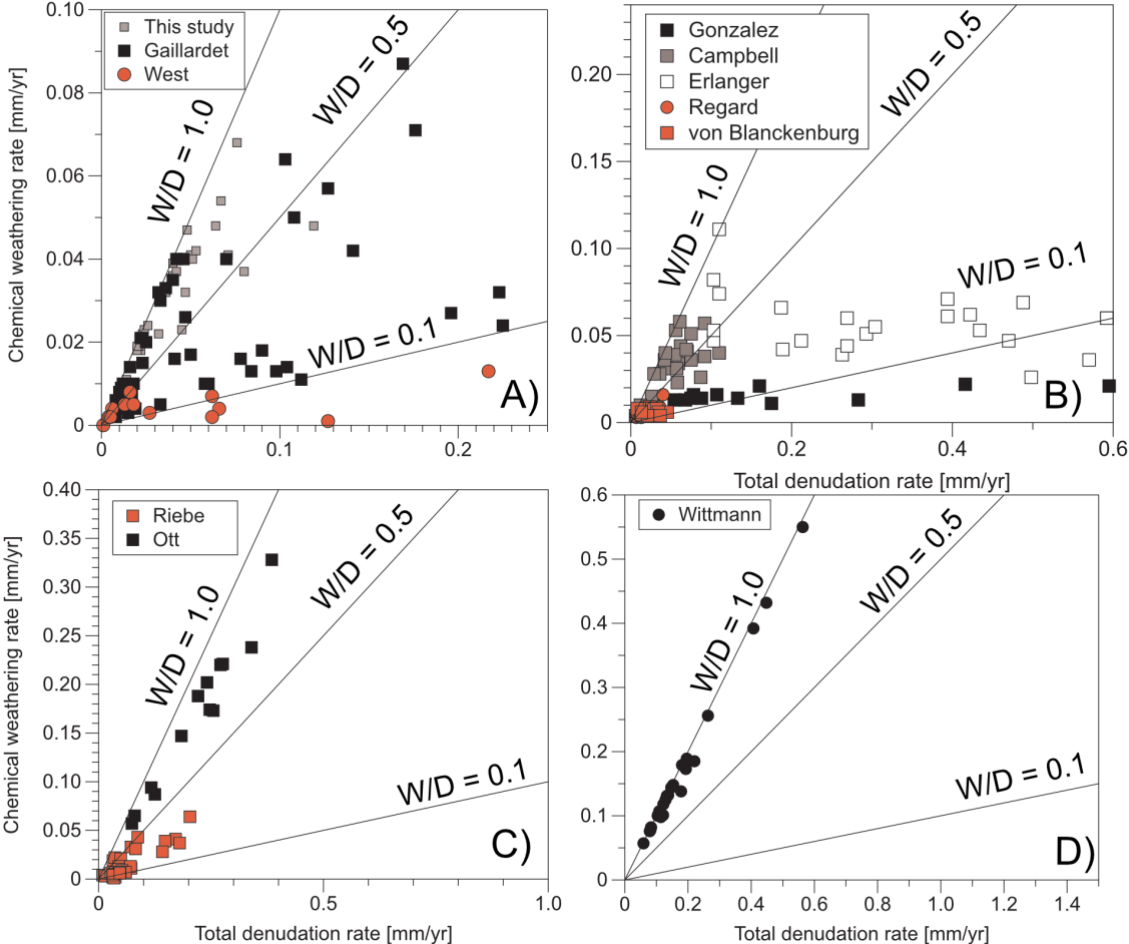 Chemical weathering rate [mm/yr]
0.10
0.08
0.06
0.04
0.02
0
This study
Gaillardet
West
W/D = 1.0
W/D = 0.5
W/D = 0.1
A)
0
0.1
0.2
0.20
0.15
0.10
0.05
0
Gonzalez
Campbell
Erlanger
Regard
von Blanckenburg
W/D = 1.0
W/D = 0.5
W/D = 0.1
B)
0
0.2
0.4
0.6
Total denudation rate [mm/yr]
Chemical weathering rate [mm/yr]
0.40
0.35
0.30
0.25
0.20
0.15
0.10
0.05
0
Riebe
Ott
W/D = 1.0
W/D = 0.5
W/D = 0.1
C)
0
0.5
1.0
Total denudation rate [mm/yr]
0.6
0.5
0.4
0.3
0.2
0.1
0
Wittmann
W/D = 1.0
W/D = 0.5
W/D = 0.1
D)
0
0.2
0.4
0.6
0.8
1.0
1.2
1.4
Total denudation rate [mm/yr]